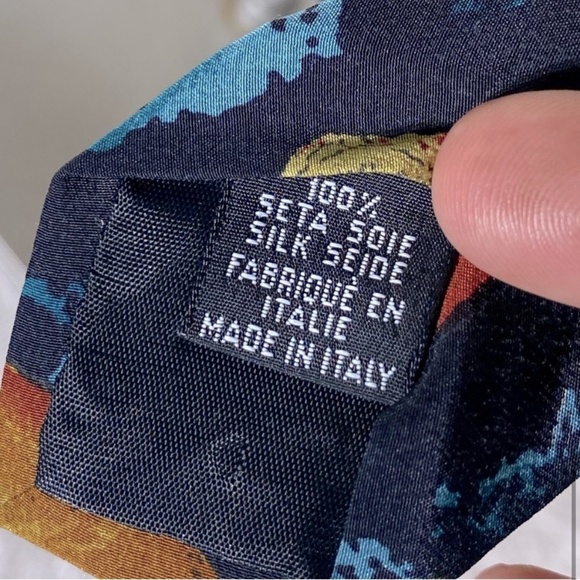 100%
SETA SOIE
SILK SEIDE
FABRIQUÉ EN
ITALIE
MADE IN ITALY